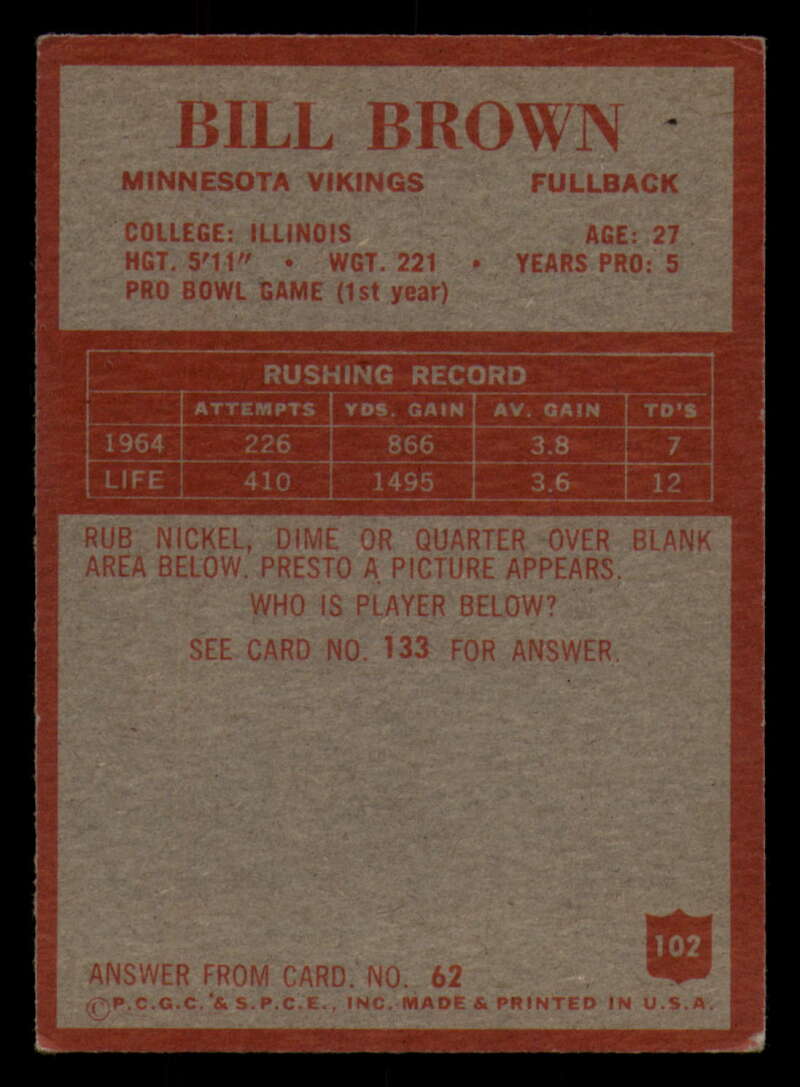 BILL BROWN
MINNESOTA VIKINGS FULLBACK
COLLEGE: ILLINOIS AGE: 27
HGT. 5'11" • WGT. 221 • YEARS PRO: 5
PRO BOWL GAME (1st year)
RUSHING RECORD
ATTEMPTS YDS. GAIN AV. GAIN TD'S
1964 226 866 3.8 7
LIFE 410 1495 3.6 12
RUB NICKEL, DIME OR QUARTER OVER BLANK
AREA BELOW. PRESTO A PICTURE APPEARS.
WHO IS PLAYER BELOW?
SEE CARD NO. 133 FOR ANSWER.
102
ANSWER FROM CARD. NO. 62
©P.C.G.C. & S.P.C.E., INC. MADE & PRINTED IN U.S.A.